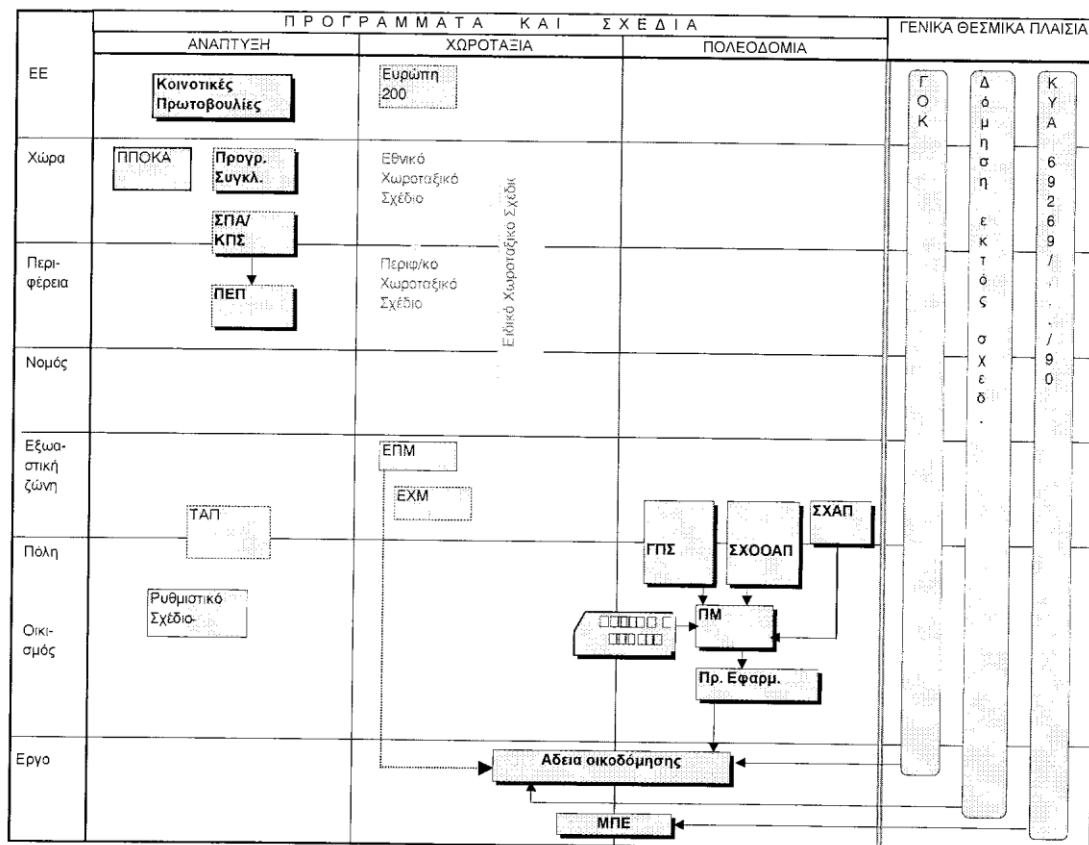 ΠΡΟΓΡΑΜΜΑΤΑ ΚΑΙ ΣΧΕΔΙΑ
ΓΕΝΙΚΑ ΘΕΣΜΙΚΑ ΠΛΑΙΣΙΑ
ΑΝΑΠΤΥΞΗ
ΧΩΡΟΤΑΞΙΑ
ΠΟΛΕΟΔΟΜΙΑ
ΕΕ
Κοινοτικές
Πρωτοβουλίες
Ευρώπη
200
ΓΟΚ
Δόμηση εκτός σχεδ.
ΚΥΑ 69269/../90
Χώρα
ΠΠΟΚΑ
Προγρ.
Συγκλ.
Εθνικό
Χωροταξικό
Σχέδιο
Ειδικό Χωροταξικό Σχέδιο
ΣΠΑ/
ΚΠΣ
Περι-
φέρεια
ΠΕΠ
Περιφ/κό
Χωροταξικό
Σχέδιο
Νομός
Εξωα-
στική
ζώνη
ΕΠΜ
ΕΧΜ
ΤΑΠ
ΓΠΣ
ΣΧΟΟΑΠ
ΣΧΑΠ
Πόλη
Ρυθμιστικό
Σχέδιο
ΠΜ
Οικι-
σμός
Πρ. Εφαρμ.
Εργο
Αδεια οικοδόμησης
ΜΠΕ